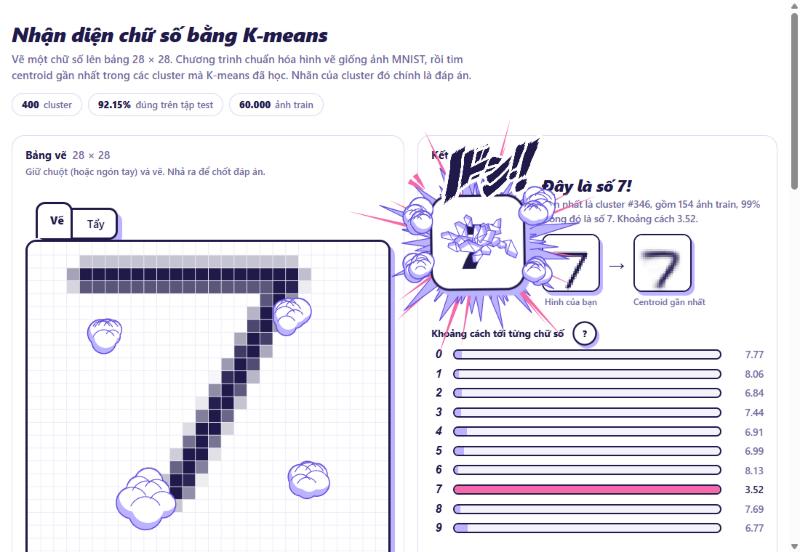 Nhận diện chữ số bằng K-means
Vẽ một chữ số lên bảng 28 × 28. Chương trình chuẩn hóa hình vẽ giống ảnh MNIST, rồi tìm
centroid gần nhất trong các cluster mà K-means đã học. Nhãn của cluster đó chính là đáp án.
400 cluster
92.15% đúng trên tập test
60.000 ảnh train
Bảng vẽ 28 × 28
Giữ chuột (hoặc ngón tay) và vẽ. Nhả ra để chốt đáp án.
Vẽ
Tẩy
Kết
ドン!!
Đây là số 7!
nhất là cluster #346, gồm 154 ảnh train, 99%
đó là số 7. Khoảng cách 3.52.
7
→
7
Hình của bạn
Centroid gần nhất
Khoảng cách tới từng chữ số
?
0 7.77
1 8.06
2 6.84
3 7.44
4 6.91
5 6.99
6 8.13
7 3.52
8 7.69
9 6.77